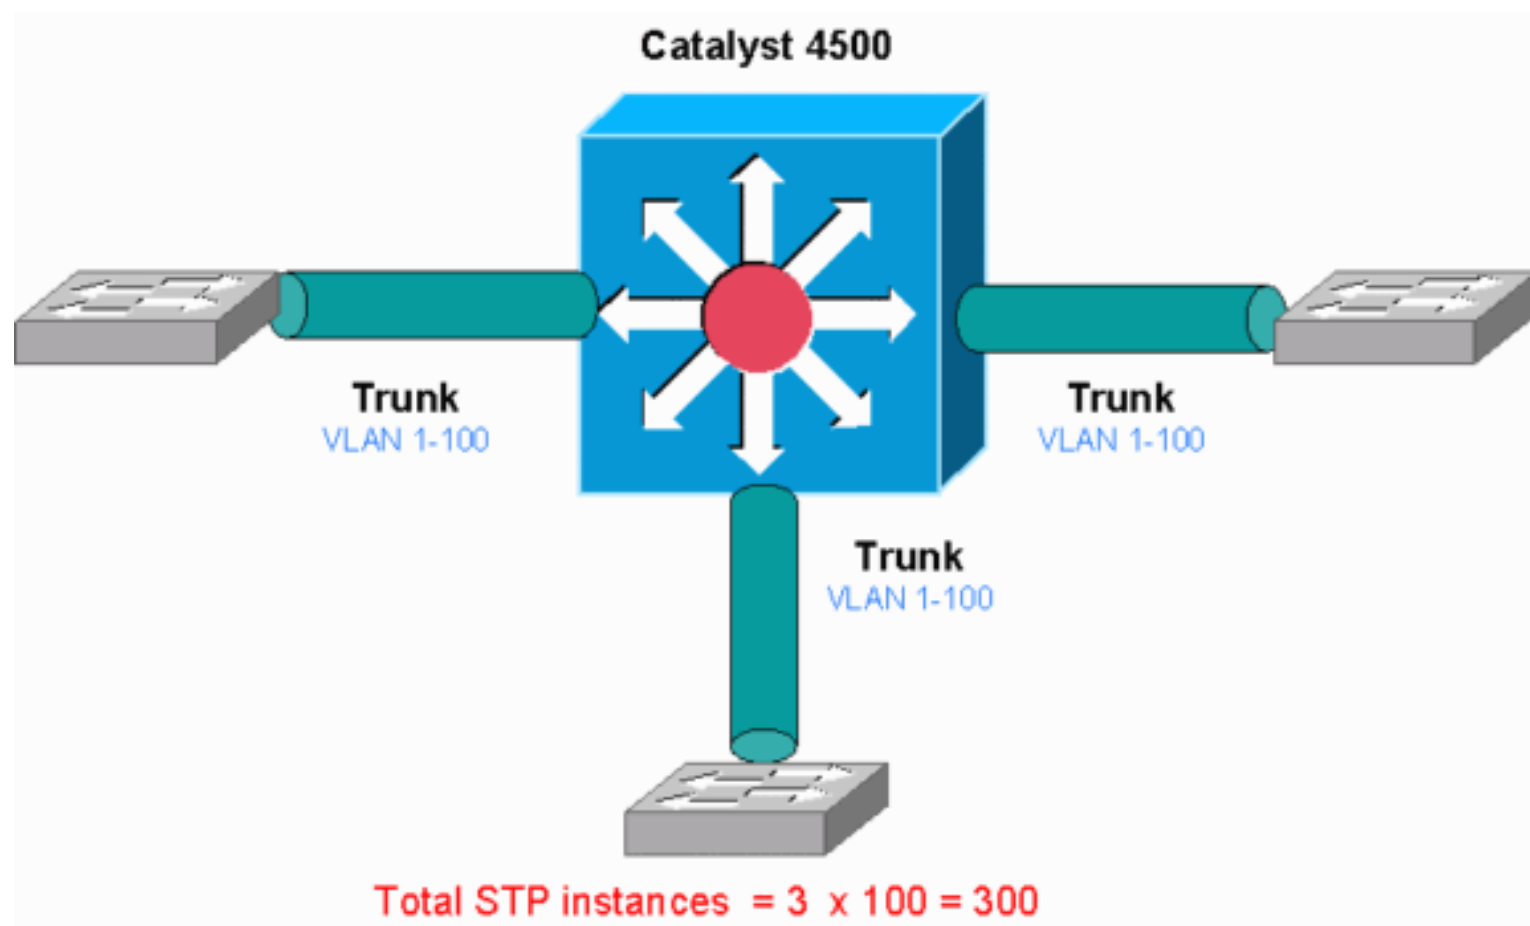 Catalyst 4500
Trunk
VLAN 1-100
Trunk
VLAN 1-100
Trunk
VLAN 1-100
Total STP instances = 3 x 100 = 300